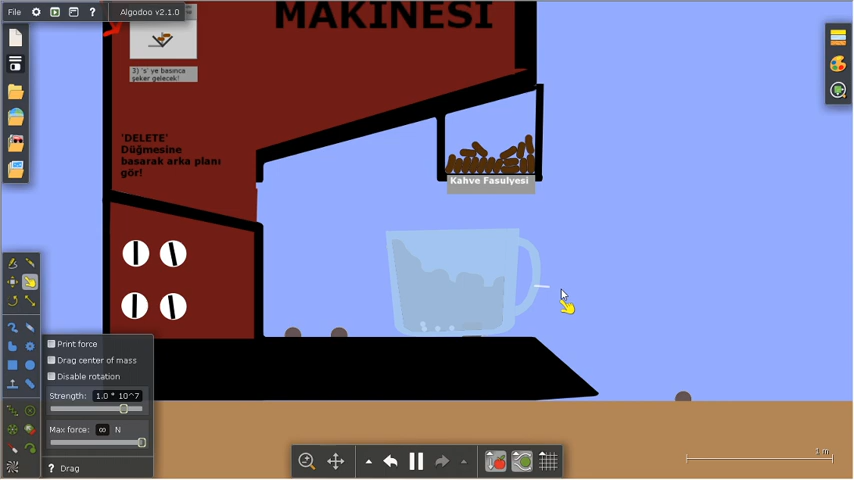 File
?
Algodoo v2.1.0
MAKINESI
3) 's' ye basınca
şeker gelecek!
'DELETE'
Düğmesine
basarak arka planı
gör!
Kahve Fasulyesi
Print force
Drag center of mass
Disable rotation
Strength: 1.0 * 10^7
Max force: ∞ N
? Drag
1 m